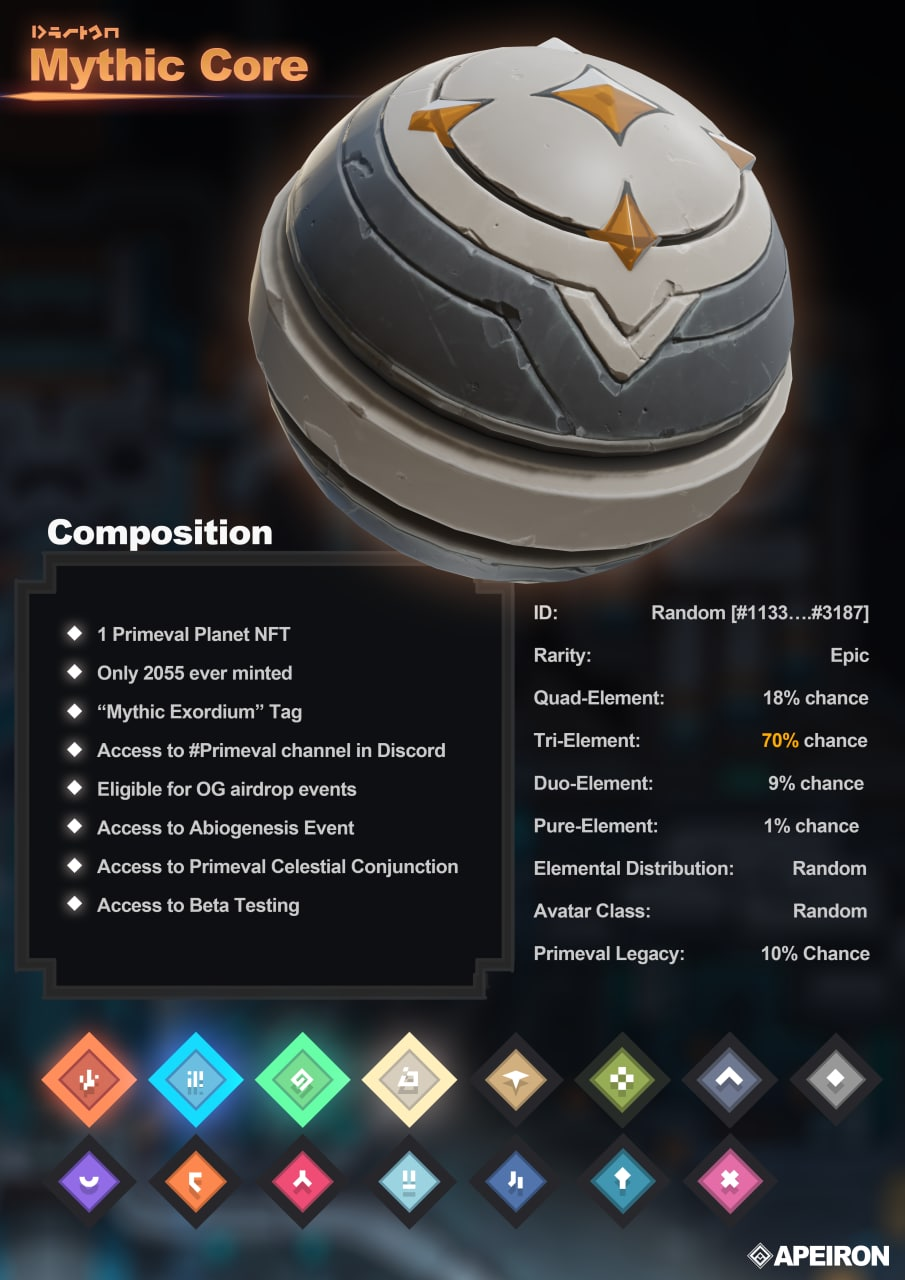 Mythic Core
Composition
1 Primeval Planet NFT
Only 2055 ever minted
“Mythic Exordium” Tag
Access to #Primeval channel in Discord
Eligible for OG airdrop events
Access to Abiogenesis Event
Access to Primeval Celestial Conjunction
Access to Beta Testing
ID: Random [#1133....#3187]
Rarity: Epic
Quad-Element: 18% chance
Tri-Element: 70% chance
Duo-Element: 9% chance
Pure-Element: 1% chance
Elemental Distribution: Random
Avatar Class: Random
Primeval Legacy: 10% Chance
APEIRON